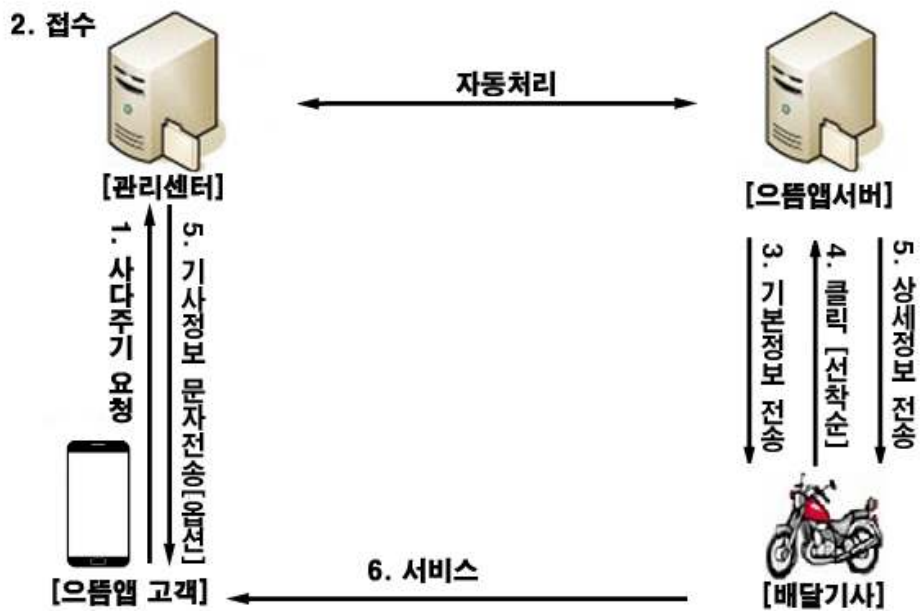 2. 접수
자동처리
[관리센터]
[으뜸앱서버]
1. 사다주기 요청
5. 기사정보 문자전송[옵션]
3. 기본정보 전송
4. 클릭 [선착순]
5. 상세정보 전송
6. 서비스
[으뜸앱 고객]
[배달기사]